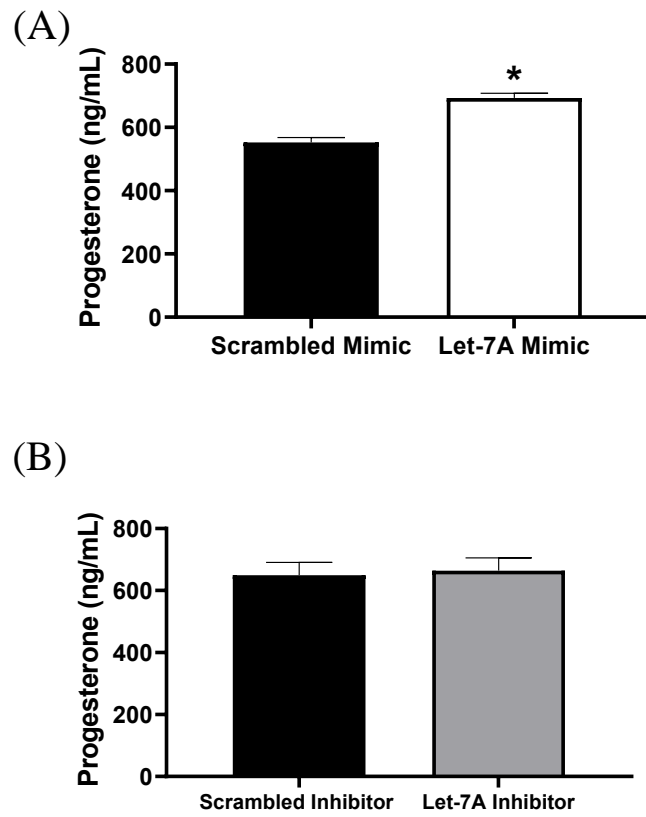 (A)
Progesterone (ng/mL)
800
600
400
200
0
*
Scrambled Mimic Let-7A Mimic
(B)
Progesterone (ng/mL)
800
600
400
200
0
Scrambled Inhibitor Let-7A Inhibitor